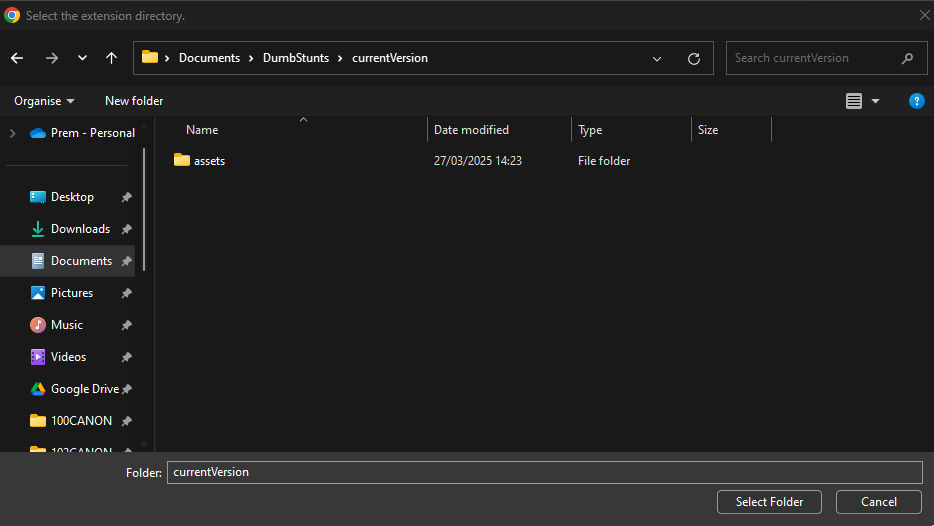 Select the extension directory.
Documents > DumbStunts > currentVersion
Search currentVersion
Organise New folder
Name Date modified Type Size
assets 27/03/2025 14:23 File folder
Prem - Personal
Desktop
Downloads
Documents
Pictures
Music
Videos
Google Drive
100CANON
Folder: currentVersion
Select Folder Cancel